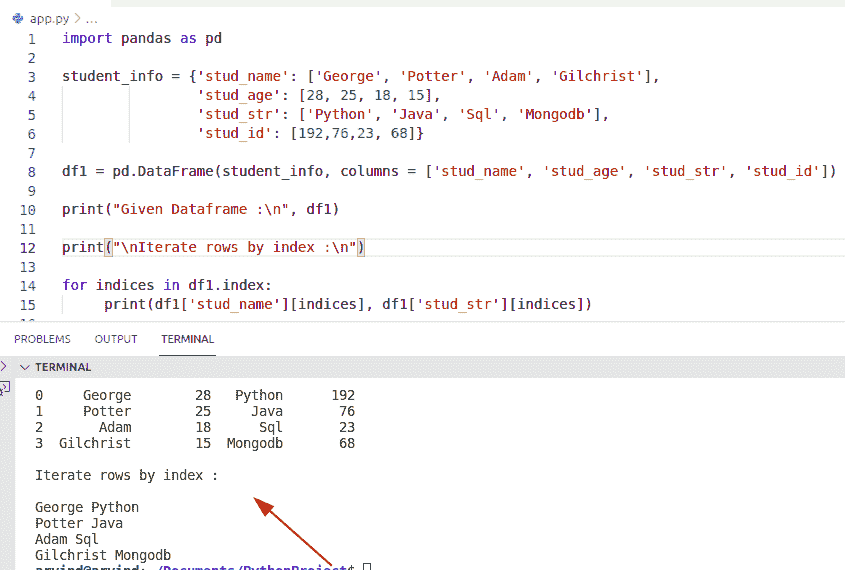 app.py > ...
1 import pandas as pd
2
3 student_info = {'stud_name': ['George', 'Potter', 'Adam', 'Gilchrist'],
4 'stud_age': [28, 25, 18, 15],
5 'stud_str': ['Python', 'Java', 'Sql', 'Mongodb'],
6 'stud_id': [192,76,23, 68]}
7
8 df1 = pd.DataFrame(student_info, columns = ['stud_name', 'stud_age', 'stud_str', 'stud_id'])
9
10 print("Given Dataframe :\n", df1)
11
12 print("\nIterate rows by index :\n")
13
14 for indices in df1.index:
15 print(df1['stud_name'][indices], df1['stud_str'][indices])
PROBLEMS OUTPUT TERMINAL
TERMINAL
0 George 28 Python 192
1 Potter 25 Java 76
2 Adam 18 Sql 23
3 Gilchrist 15 Mongodb 68
Iterate rows by index :
George Python
Potter Java
Adam Sql
Gilchrist Mongodb